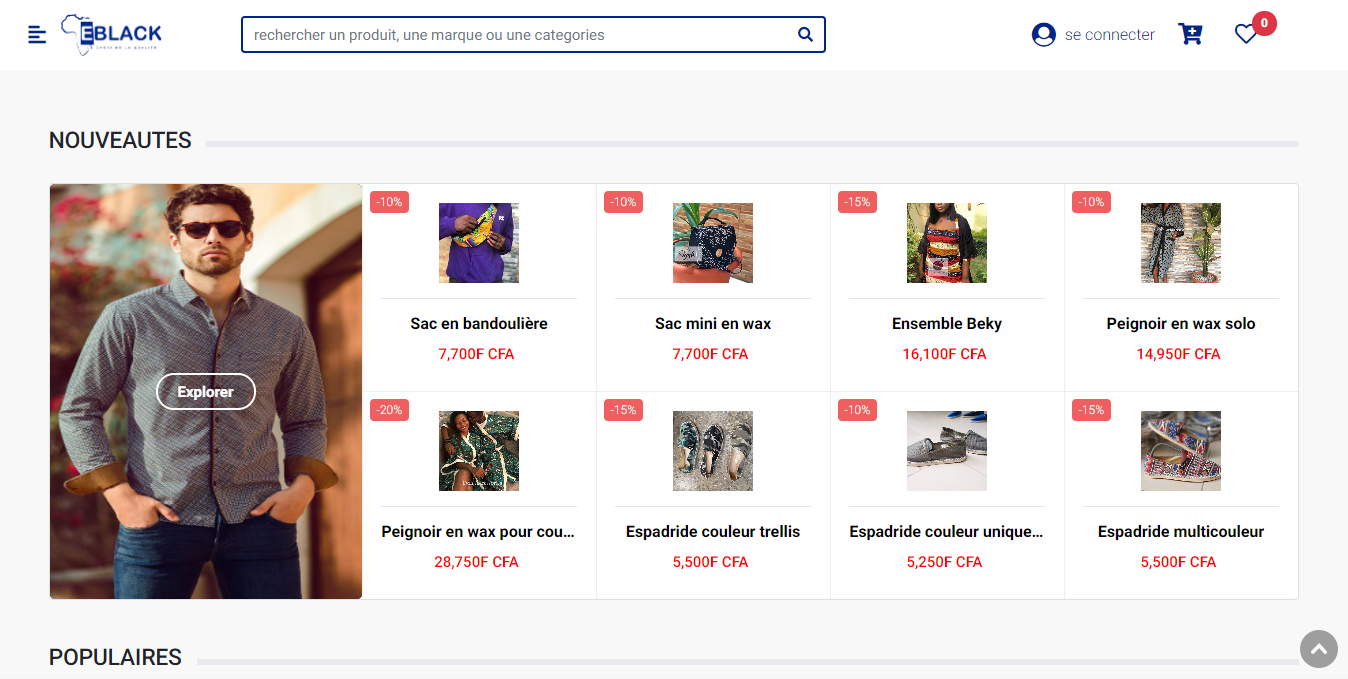 EBLACK
rechercher un produit, une marque ou une categories
se connecter
0
NOUVEAUTES
Explorer
-10%
Sac en bandoulière
7,700F CFA
-10%
Sac mini en wax
7,700F CFA
-15%
Ensemble Beky
16,100F CFA
-10%
Peignoir en wax solo
14,950F CFA
-20%
Peignoir en wax pour cou...
28,750F CFA
-15%
Espadride couleur trellis
5,500F CFA
-10%
Espadride couleur unique...
5,250F CFA
-15%
Espadride multicouleur
5,500F CFA
POPULAIRES